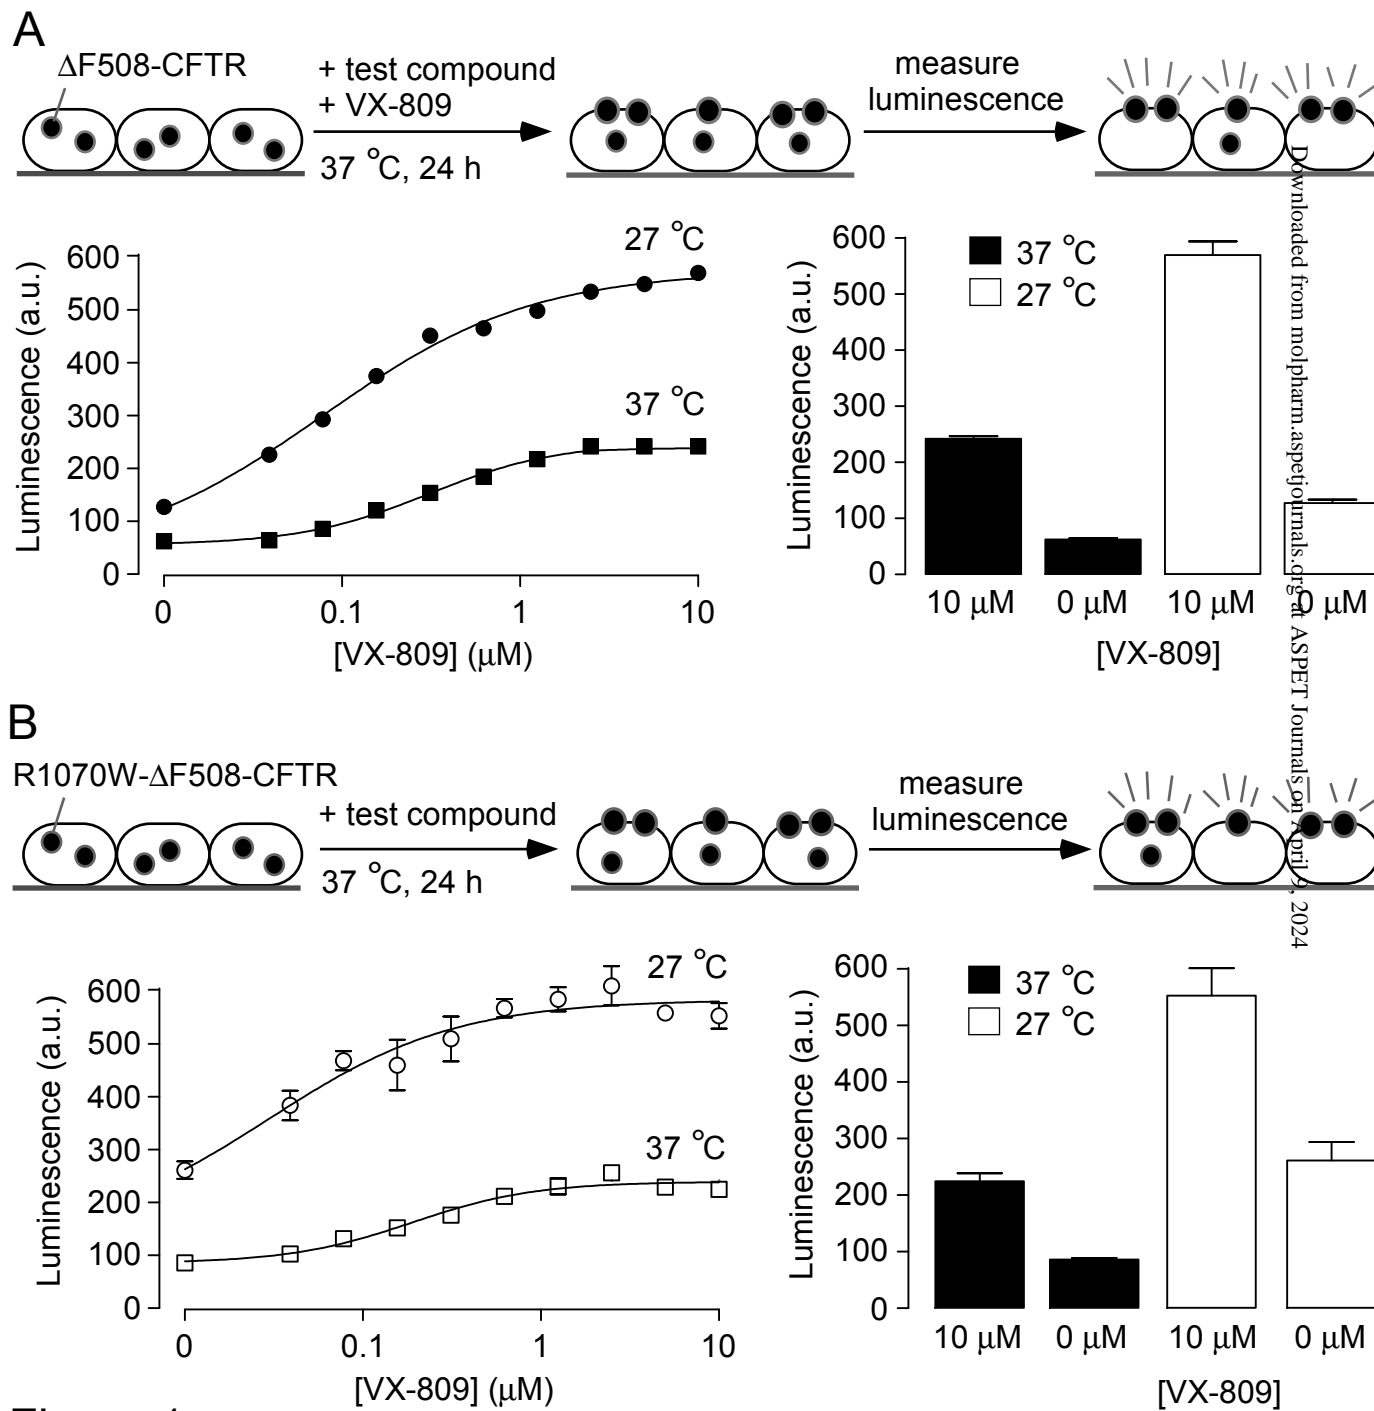 A
ΔF508-CFTR
+ test compound
+ VX-809
37 °C, 24 h
measure
luminescence
Luminescence (a.u.)
600
500
400
300
200
100
0
27 °C
37 °C
0
0.1
1
10
[VX-809] (μM)
Luminescence (a.u.)
600
500
400
300
200
100
0
37 °C
27 °C
10 μM
0 μM
10 μM
0 μM
[VX-809]
B
R1070W-ΔF508-CFTR
+ test compound
37 °C, 24 h
measure
luminescence
Luminescence (a.u.)
600
500
400
300
200
100
0
27 °C
37 °C
0
0.1
1
10
[VX-809] (μM)
Luminescence (a.u.)
600
500
400
300
200
100
0
37 °C
27 °C
10 μM
0 μM
10 μM
0 μM
[VX-809]
Downloaded from molpharm.aspetjournals.org at ASPET Journals on April 9, 2024